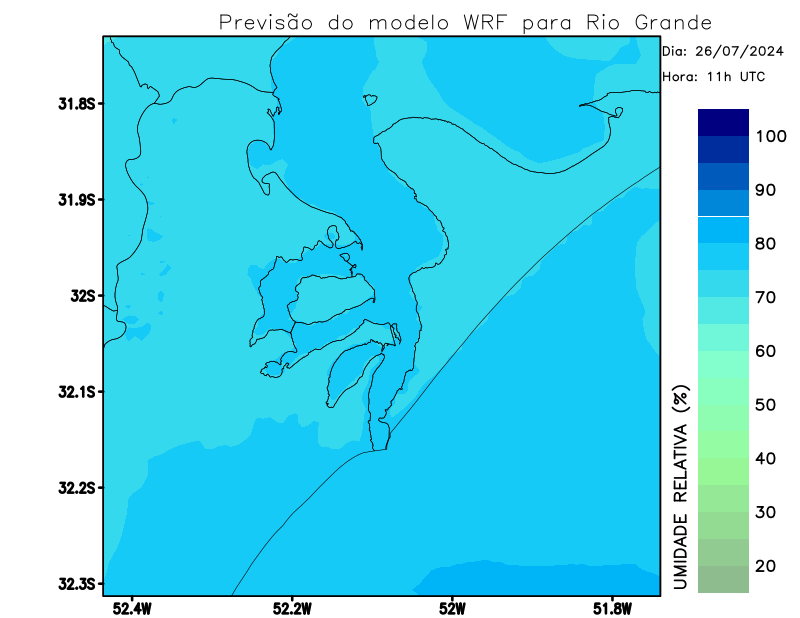 Previsão do modelo WRF para Rio Grande
Dia: 26/07/2024
Hora: 11h UTC
31.8S
31.9S
32S
32.1S
32.2S
32.3S
52.4W
52.2W
52W
51.8W
100
90
80
70
60
50
40
30
20
UMIDADE RELATIVA (%)